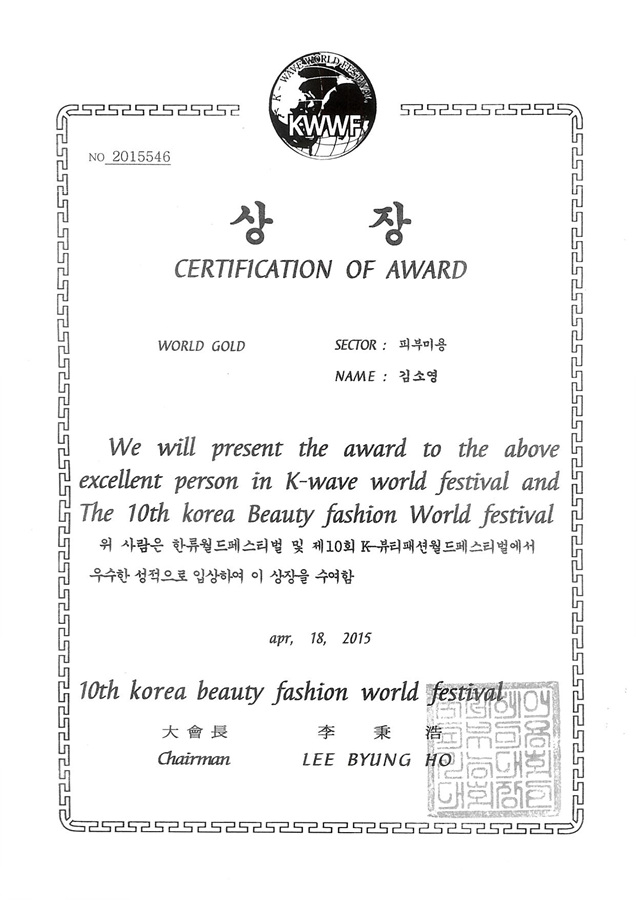 K-WAVE WORLD FESTIVAL
KWWF
NO 2015546
상 장
CERTIFICATION OF AWARD
WORLD GOLD
SECTOR : 피부미용
NAME : 김소영
We will present the award to the above
excellent person in K-wave world festival and
The 10th korea Beauty fashion World festival
위 사람은 한류월드페스티벌 및 제10회 K-뷰티패션월드페스티벌에서
우수한 성적으로 입상하여 이 상장을 수여함
apr, 18, 2015
10th korea beauty fashion world festival
大會長 李秉浩
Chairman LEE BYUNG HO